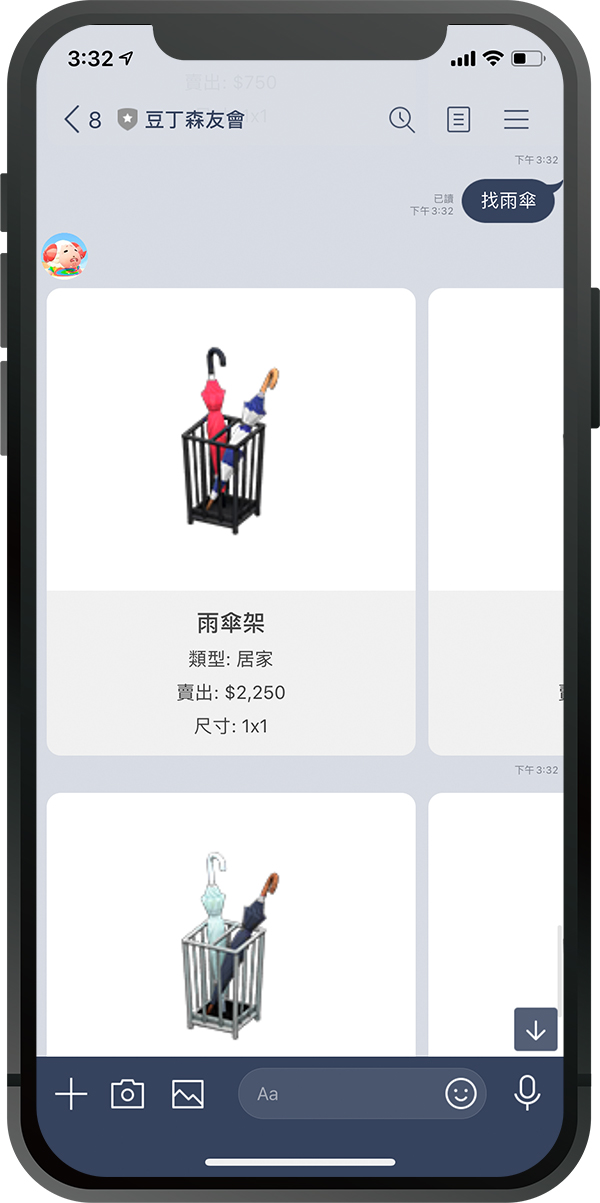 3:32
賣出: $750
8 豆丁森友會
下午3:32
已讀
下午3:32
找雨傘
雨傘架
類型: 居家
賣出: $2,250
尺寸: 1x1
下午3:32
Aa